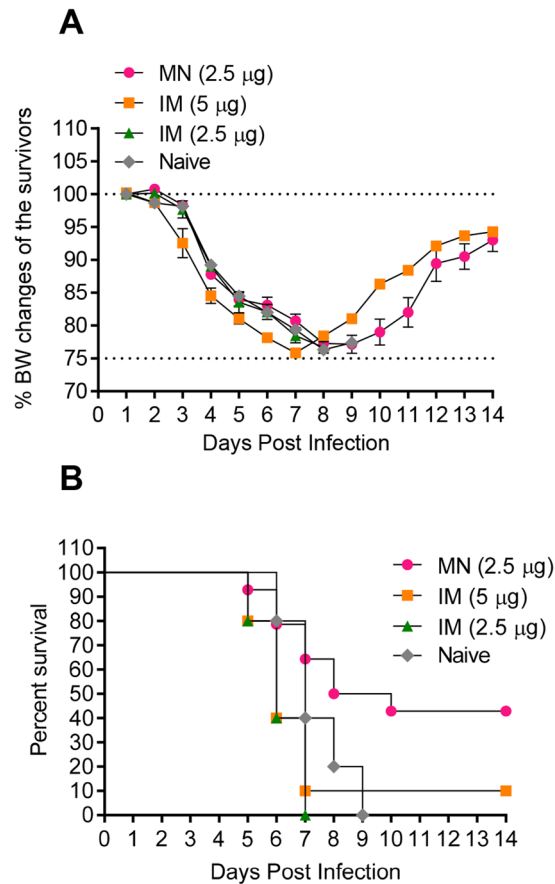 A
MN (2.5 μg)
IM (5 μg)
IM (2.5 μg)
Naive
% BW changes of the survivors
110
105
100
95
90
85
80
75
70
0 1 2 3 4 5 6 7 8 9 10 11 12 13 14
Days Post Infection
B
MN (2.5 μg)
IM (5 μg)
IM (2.5 μg)
Naive
Percent survival
110
100
90
80
70
60
50
40
30
20
10
0
0 1 2 3 4 5 6 7 8 9 10 11 12 13 14
Days Post Infection